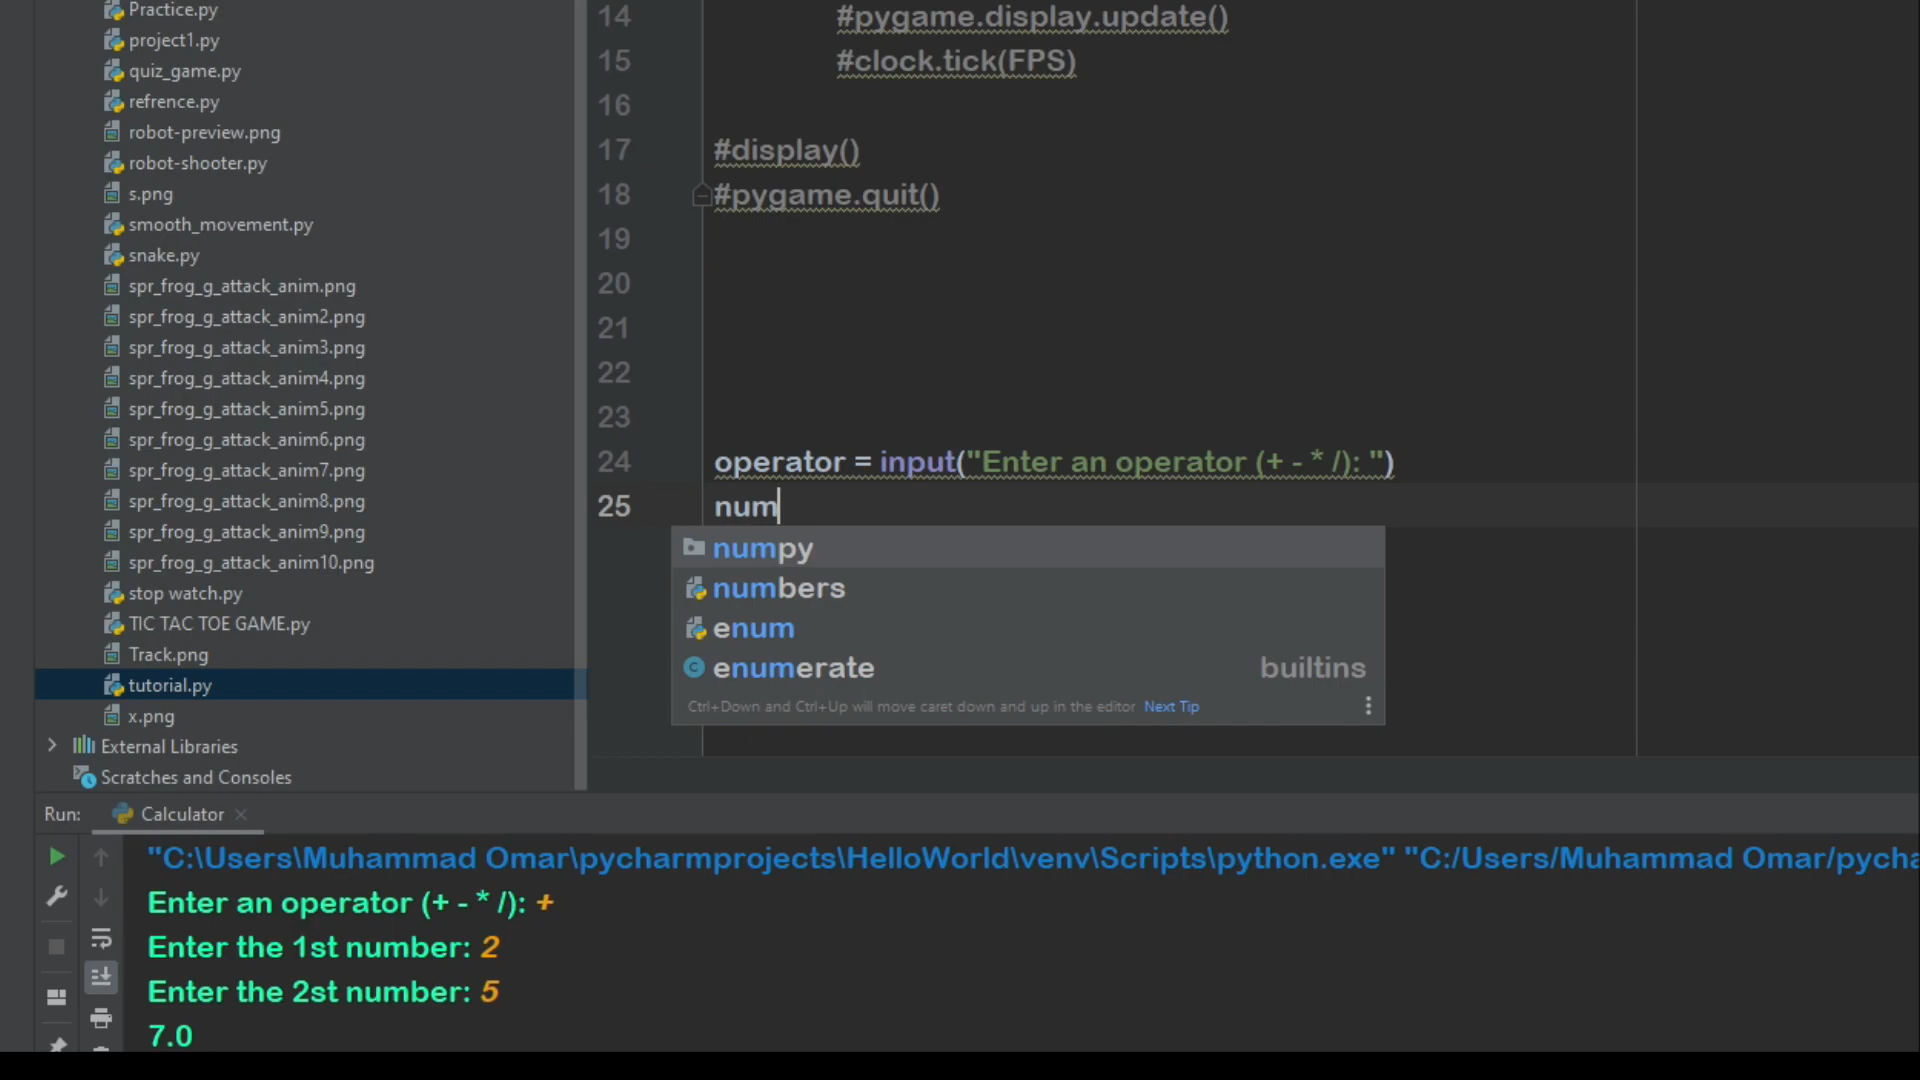 Practice.py
project1.py
quiz_game.py
refrence.py
robot-preview.png
robot-shooter.py
s.png
smooth_movement.py
snake.py
spr_frog_g_attack_anim.png
spr_frog_g_attack_anim2.png
spr_frog_g_attack_anim3.png
spr_frog_g_attack_anim4.png
spr_frog_g_attack_anim5.png
spr_frog_g_attack_anim6.png
spr_frog_g_attack_anim7.png
spr_frog_g_attack_anim8.png
spr_frog_g_attack_anim9.png
spr_frog_g_attack_anim10.png
stop watch.py
TIC TAC TOE GAME.py
Track.png
tutorial.py
x.png
External Libraries
Scratches and Consoles
14 #pygame.display.update()
15 #clock.tick(FPS)
16
17 #display()
18 #pygame.quit()
19
20
21
22
23
24 operator = input("Enter an operator (+ - * /): ")
25 num
numpy
numbers
enum
enumerate builtins
Ctrl+Down and Ctrl+Up will move caret down and up in the editor Next Tip
Run: Calculator
"C:\Users\Muhammad Omar\pycharmprojects\HelloWorld\venv\Scripts\python.exe" "C:/Users/Muhammad Omar/pycha
Enter an operator (+ - * /): +
Enter the 1st number: 2
Enter the 2st number: 5
7.0